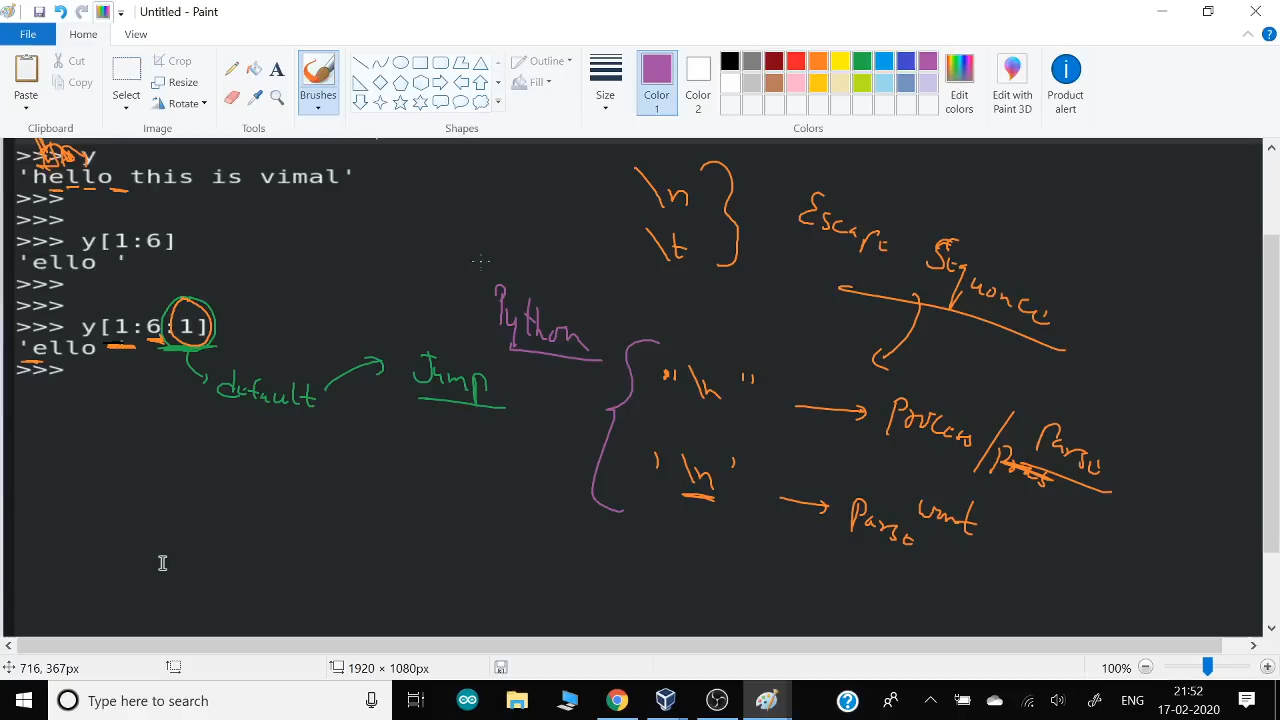 Untitled - Paint
File
Home
View
Paste
Cut
Copy
Clipboard
Select
Crop
Resize
Rotate
Image
Tools
Brushes
Shapes
Outline
Fill
Size
Color 1
Color 2
Colors
Edit colors
Edit with Paint 3D
Product alert
>>> y
'hello this is vimal'
>>>
>>>
>>> y[1:6]
'ello '
>>>
>>>
>>> y[1:6:1]
'ello
>>>
default
Jump
\n
\t
Escape Sequence
Python
"\n"
Process / Parse
'\n'
Parse want
716, 367px
1920 × 1080px
100%
Type here to search
ENG
21:52
17-02-2020